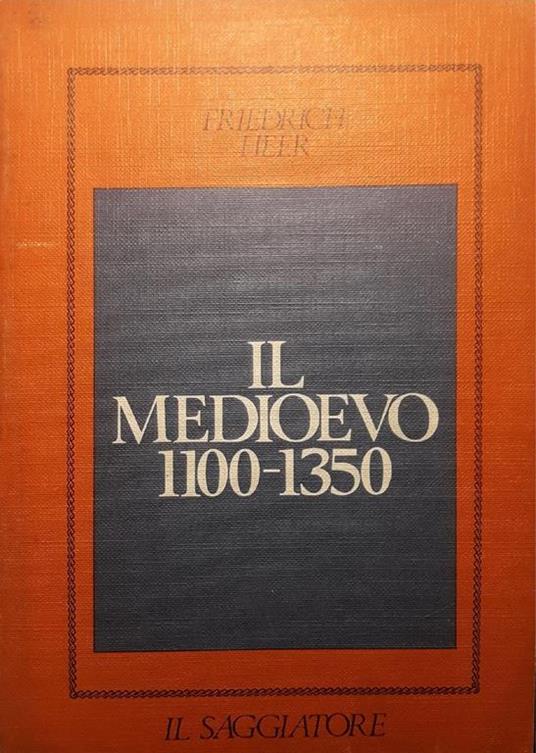 FRIEDRICH
HEER
IL
MEDIOEVO
1100-1350
IL SAGGIATORE